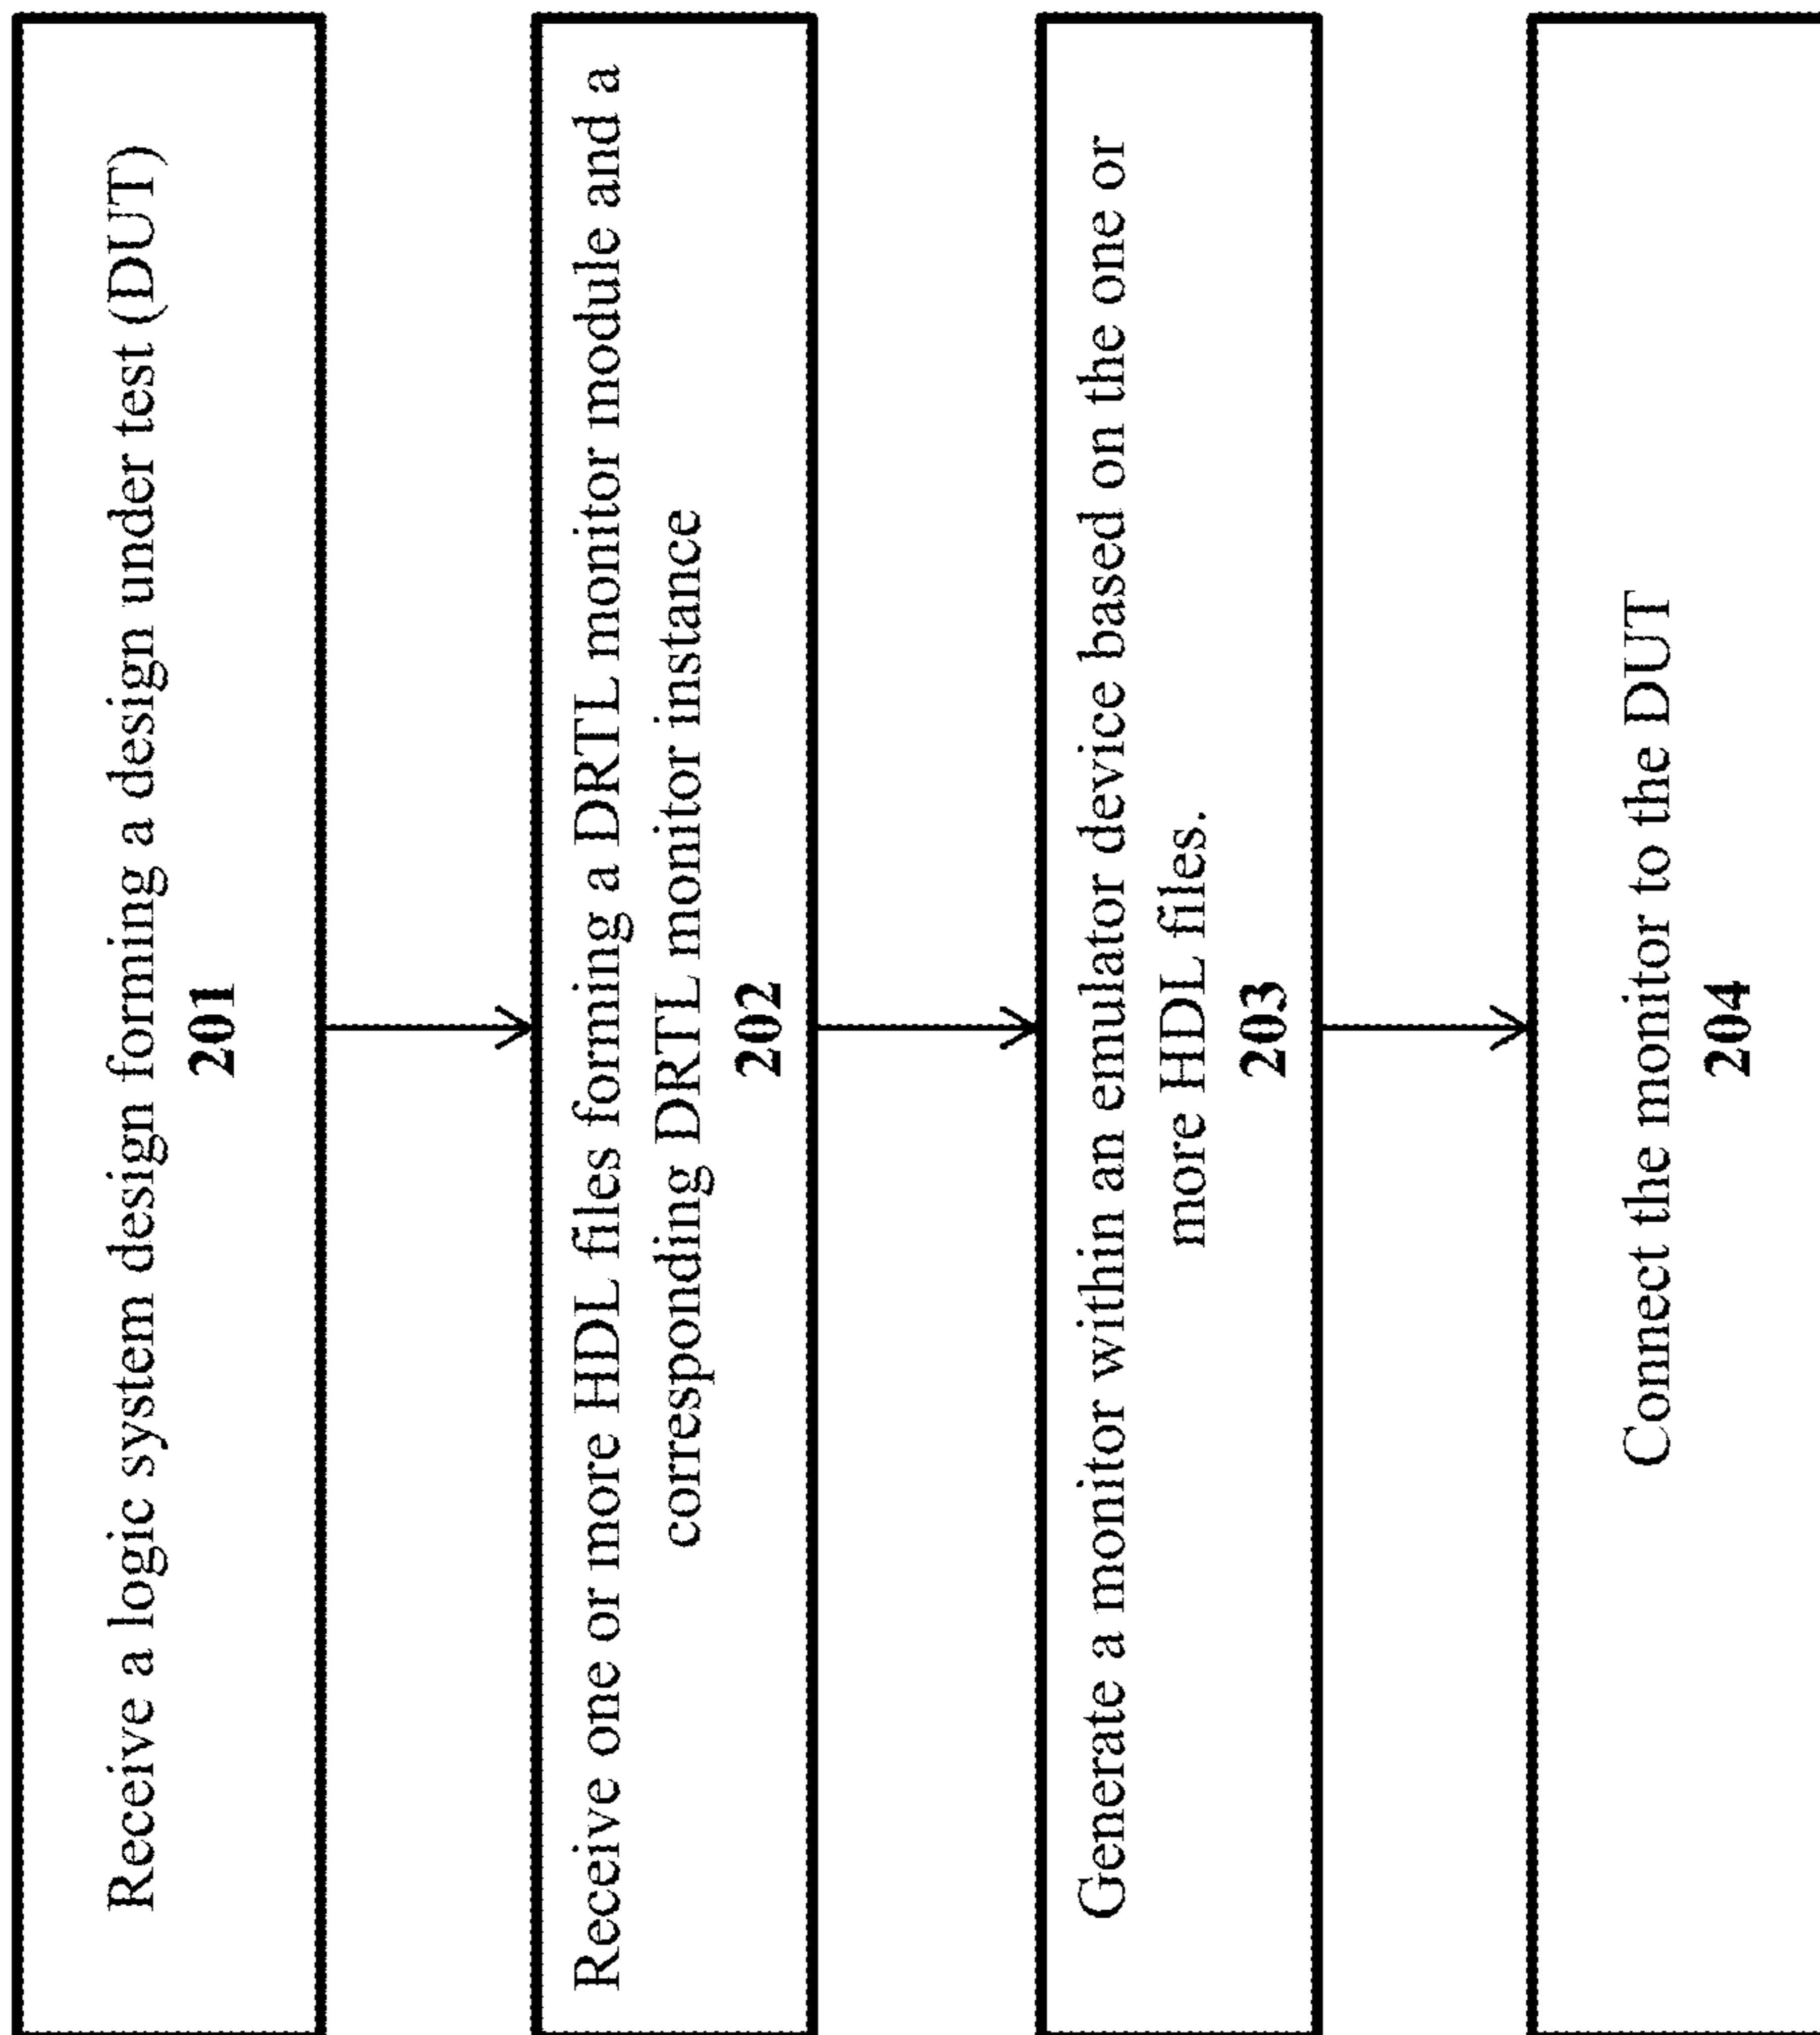 Receive a logic system design forming a design under test (DUT)
201
Receive one or more HDL files forming a DRTL monitor module and a
corresponding DRTL monitor instance
202
Generate a monitor within an emulator device based on the one or
more HDL files.
203
Connect the monitor to the DUT
204